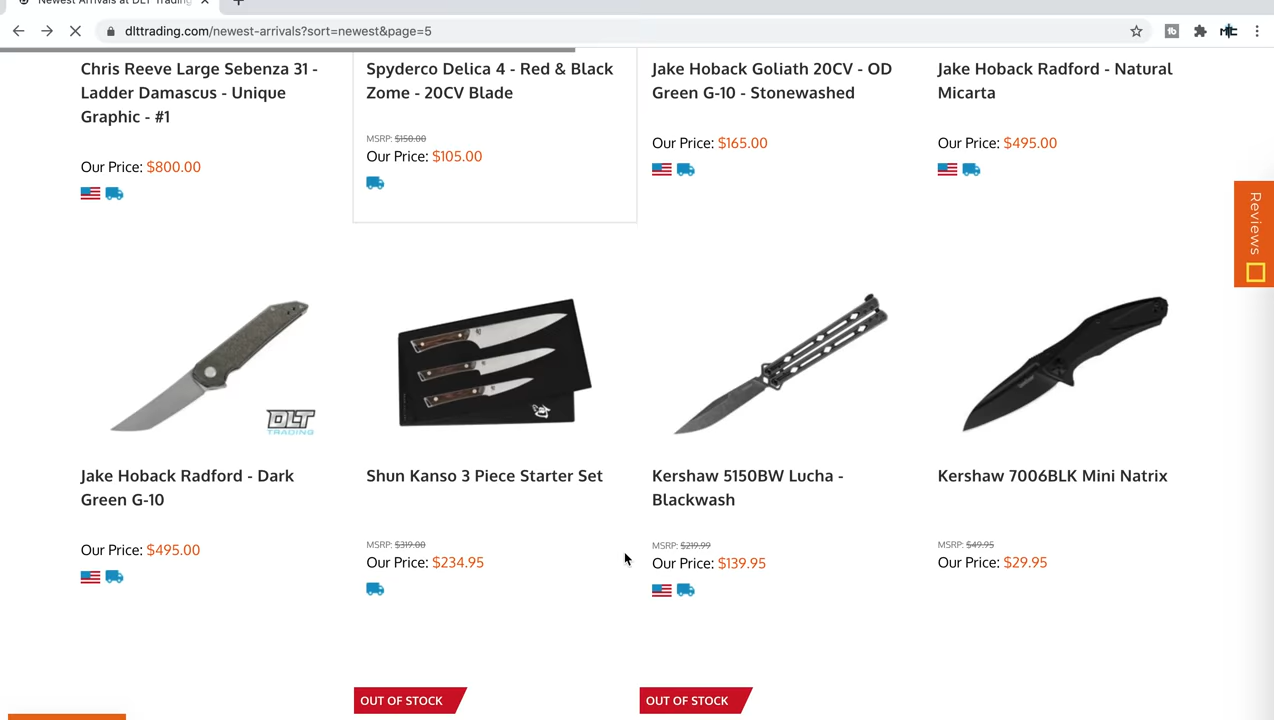 Newest Arrivals at DLT Trading
dlttrading.com/newest-arrivals?sort=newest&page=5
Chris Reeve Large Sebenza 31 -
Ladder Damascus - Unique
Graphic - #1
Our Price: $800.00
Spyderco Delica 4 - Red & Black
Zome - 20CV Blade
MSRP: $150.00
Our Price: $105.00
Jake Hoback Goliath 20CV - OD
Green G-10 - Stonewashed
Our Price: $165.00
Jake Hoback Radford - Natural
Micarta
Our Price: $495.00
Reviews
DLT
TRADING
Jake Hoback Radford - Dark
Green G-10
Our Price: $495.00
Shun Kanso 3 Piece Starter Set
MSRP: $319.00
Our Price: $234.95
Kershaw 5150BW Lucha -
Blackwash
MSRP: $219.99
Our Price: $139.95
Kershaw 7006BLK Mini Natrix
MSRP: $49.95
Our Price: $29.95
OUT OF STOCK
OUT OF STOCK